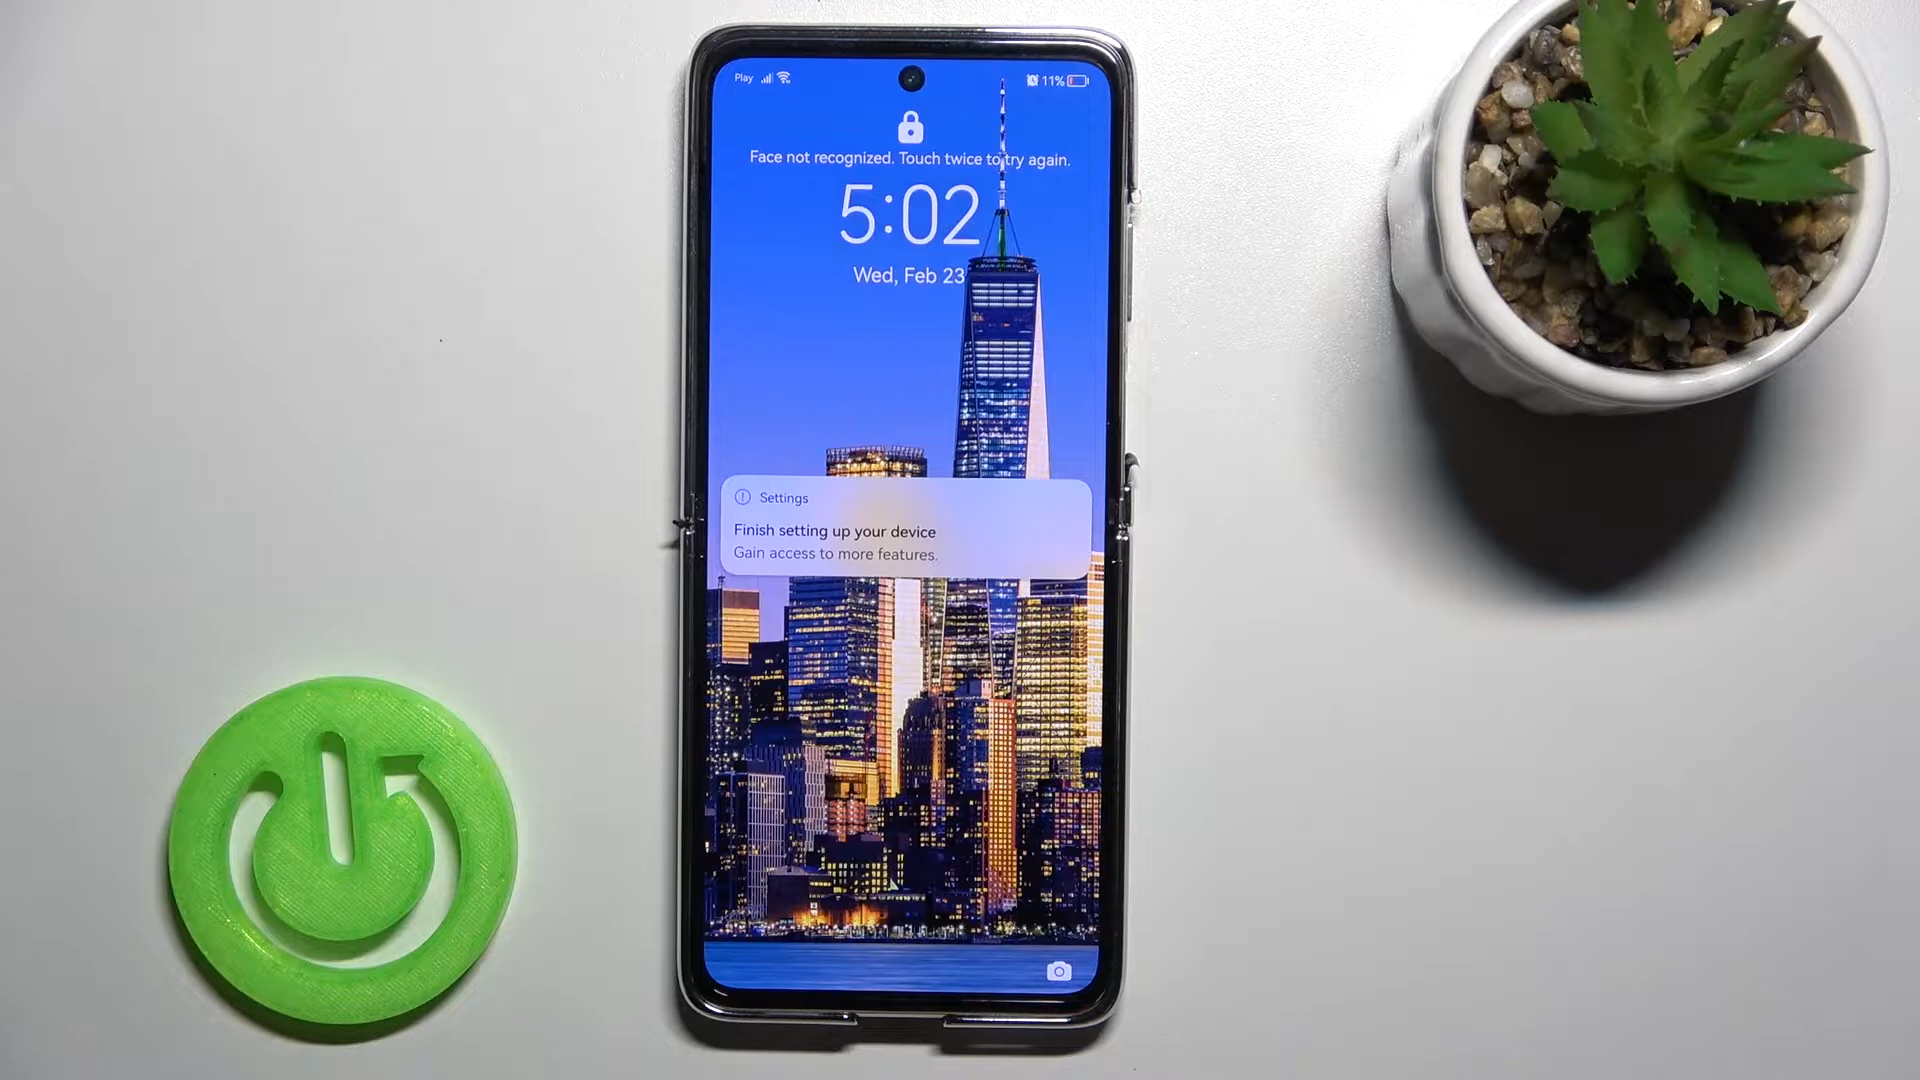 Play
11%
Face not recognized. Touch twice to try again.
5:02
Wed, Feb 23
Settings
Finish setting up your device
Gain access to more features.